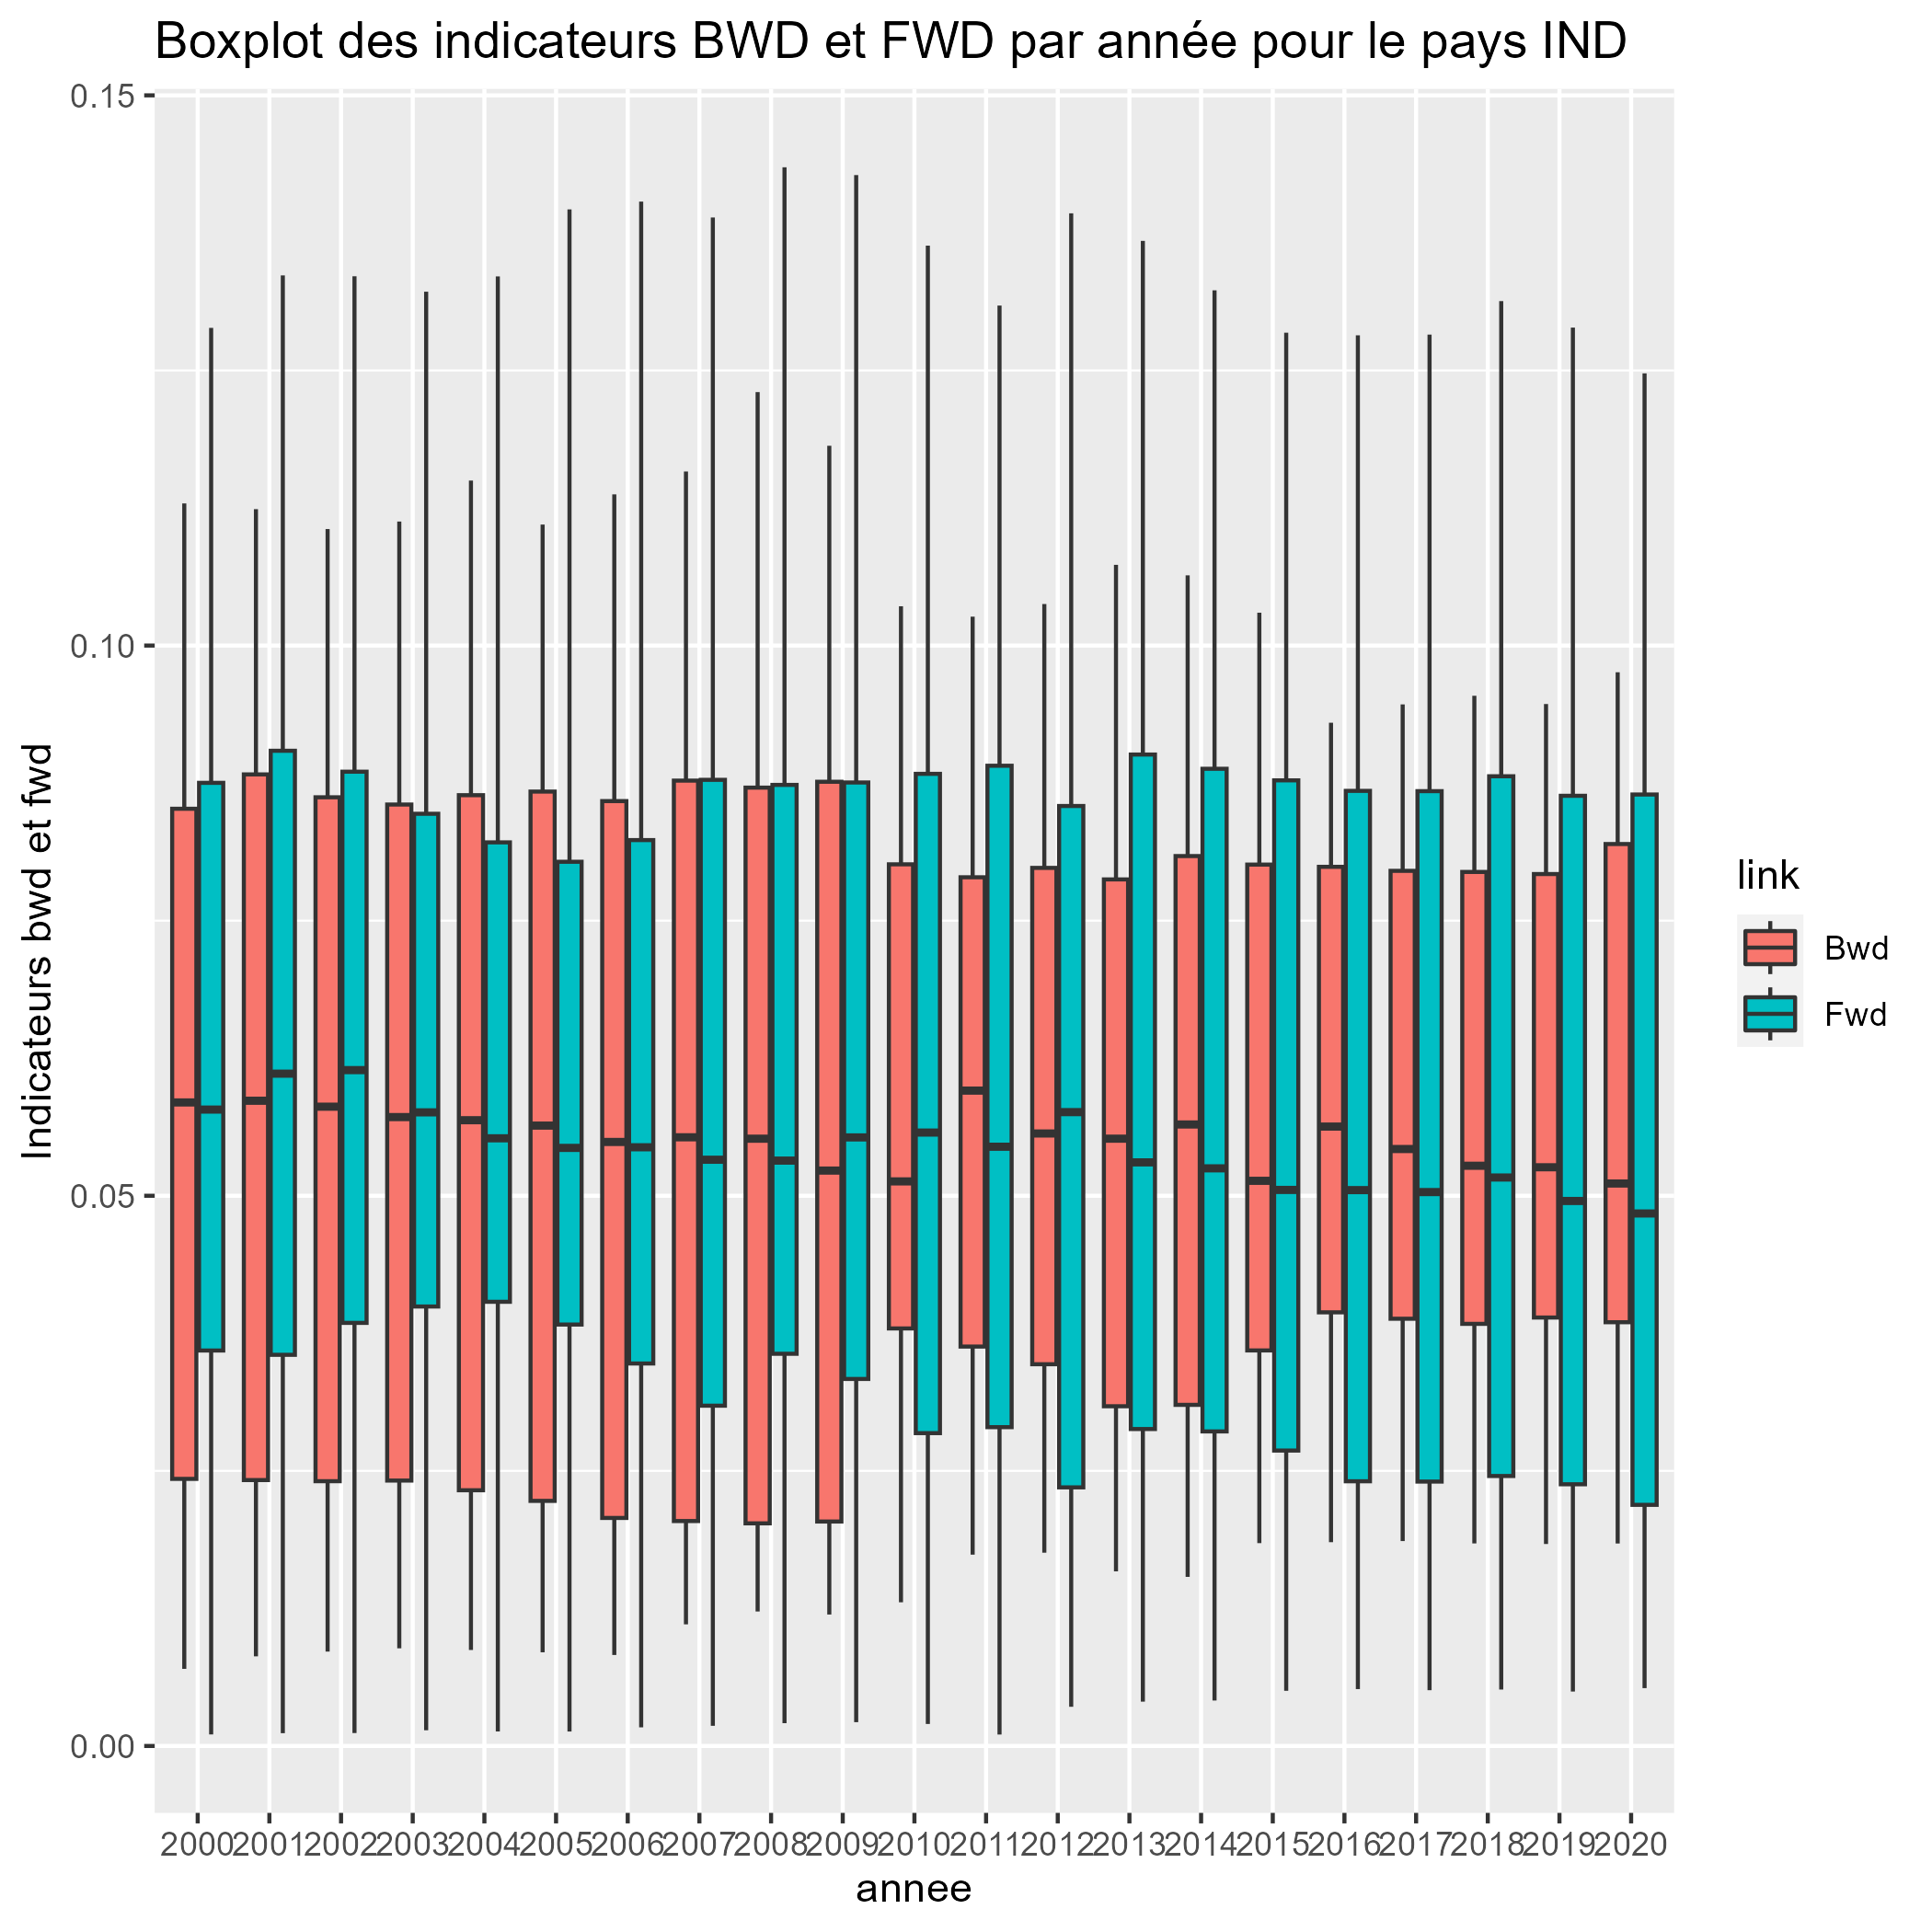 Boxplot des indicateurs BWD et FWD par année pour le pays IND
0.15
0.10
0.05
0.00
Indicateurs bwd et fwd
2000 2001 2002 2003 2004 2005 2006 2007 2008 2009 2010 2011 2012 2013 2014 2015 2016 2017 2018 2019 2020
annee
link
Bwd
Fwd